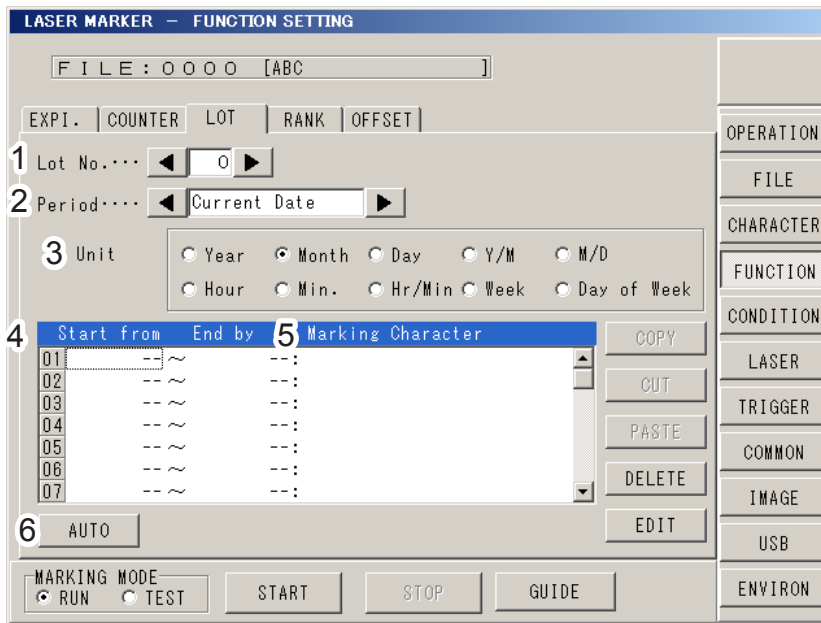 LASER MARKER － FUNCTION SETTING
ＦＩＬＥ：００００ [ABC ]
EXPI. COUNTER LOT RANK OFFSET
1 Lot No.･･･ 0
2 Period････ Current Date
3 Unit Year Month Day Y/M M/D
Hour Min. Hr/Min Week Day of Week
4 Start from End by 5 Marking Character
01 --～ --:
02 --～ --:
03 --～ --:
04 --～ --:
05 --～ --:
06 --～ --:
07 --～ --:
COPY
CUT
PASTE
DELETE
EDIT
6 AUTO
MARKING MODE
RUN TEST
START
STOP
GUIDE
OPERATION
FILE
CHARACTER
FUNCTION
CONDITION
LASER
TRIGGER
COMMON
IMAGE
USB
ENVIRON